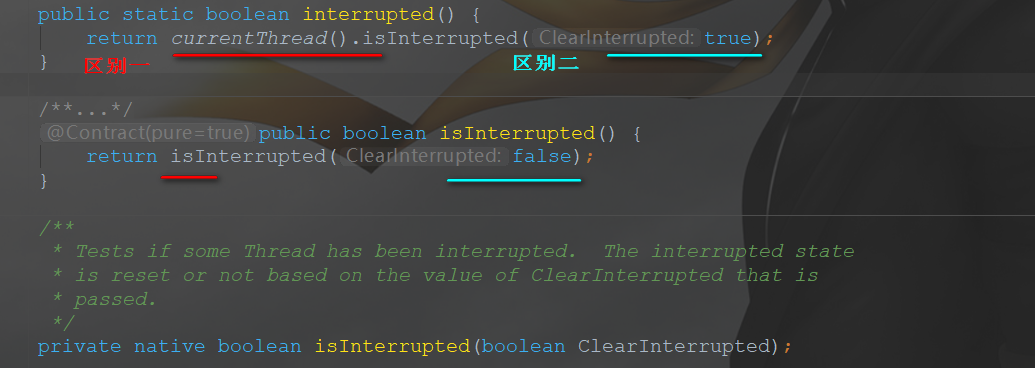 public static boolean interrupted() {
return currentThread().isInterrupted( ClearInterrupted: true);
} 区别一 区别二
/**...*/
@Contract(pure=true) public boolean isInterrupted() {
return isInterrupted( ClearInterrupted: false);
}
/**
* Tests if some Thread has been interrupted.  The interrupted state
* is reset or not based on the value of ClearInterrupted that is
* passed.
*/
private native boolean isInterrupted(boolean ClearInterrupted);